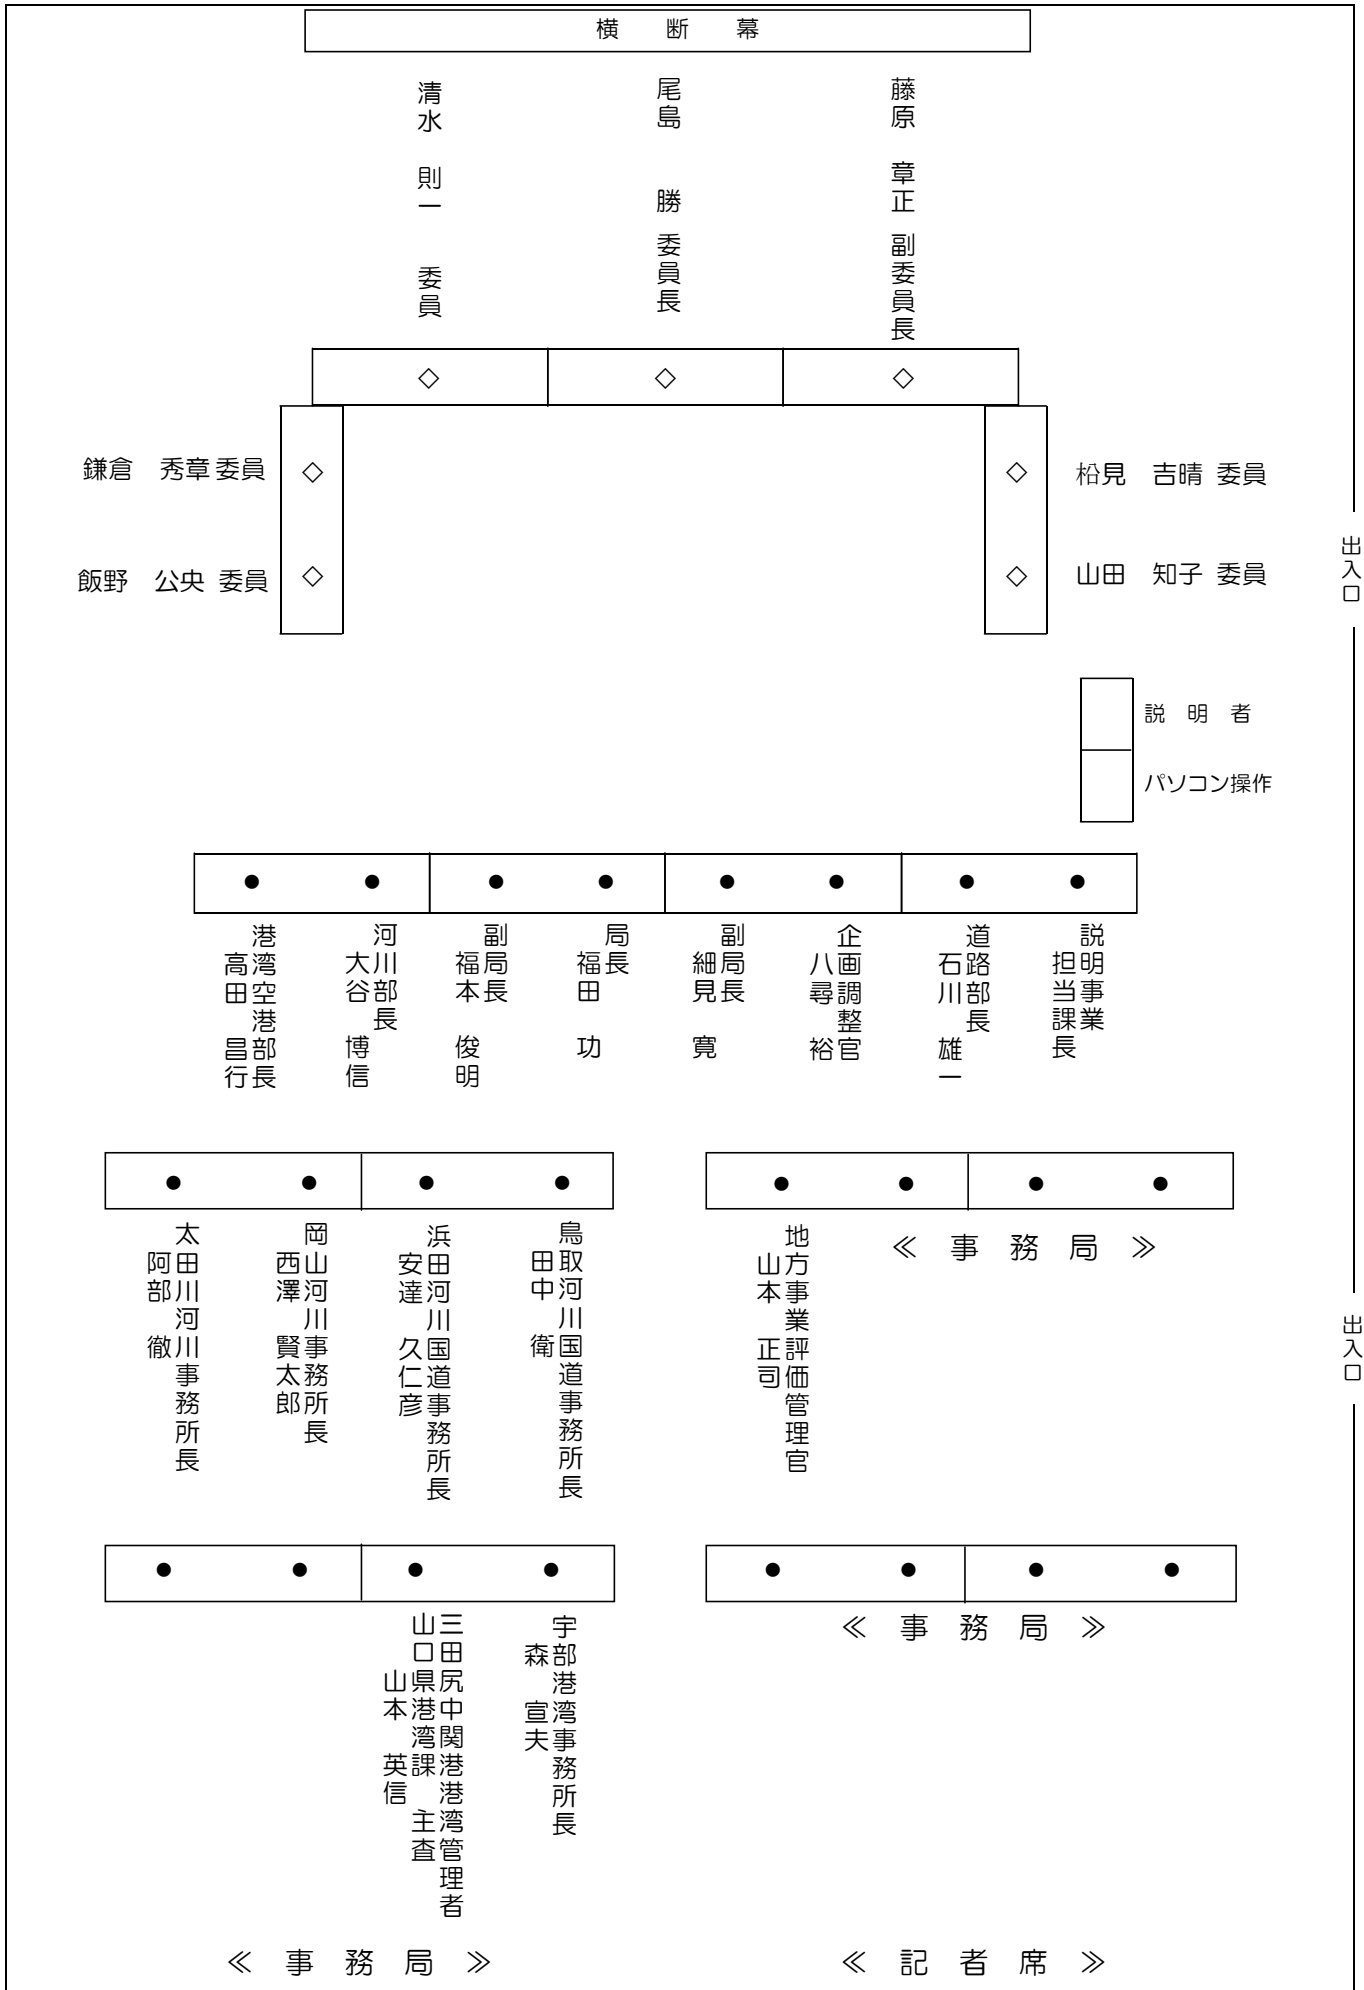 横 断 幕
清水 則一 委員
尾島 勝 委員長
藤原 章正 副委員長
◇ ◇ ◇
鎌倉 秀章 委員
◇
◇
柗見 吉晴 委員
飯野 公央 委員
◇
◇
山田 知子 委員
出入口
説 明 者
パソコン操作
● ● ● ● ● ● ● ●
港湾空港部長
高田 昌行
河川部長
大谷 博信
副局長
福本 俊明
局長
福田 功
副局長
細見 寛
企画調整官
八尋 裕
道路部長
石川 雄一
説明事業
担当課長
● ● ● ●
● ● ● ●
太田川河川事務所長
阿部 徹
岡山河川事務所長
西澤 賢太郎
浜田河川国道事務所長
安達 久仁彦
鳥取河川国道事務所長
田中 衛
地方事業評価管理官
山本 正司
≪ 事 務 局 ≫
出入口
● ● ● ●
● ● ● ●
三田尻中関港港湾管理者
山口県港湾課 主査
山本 英信
宇部港湾事務所長
森 宣夫
≪ 事 務 局 ≫
≪ 事 務 局 ≫
≪ 記 者 席 ≫